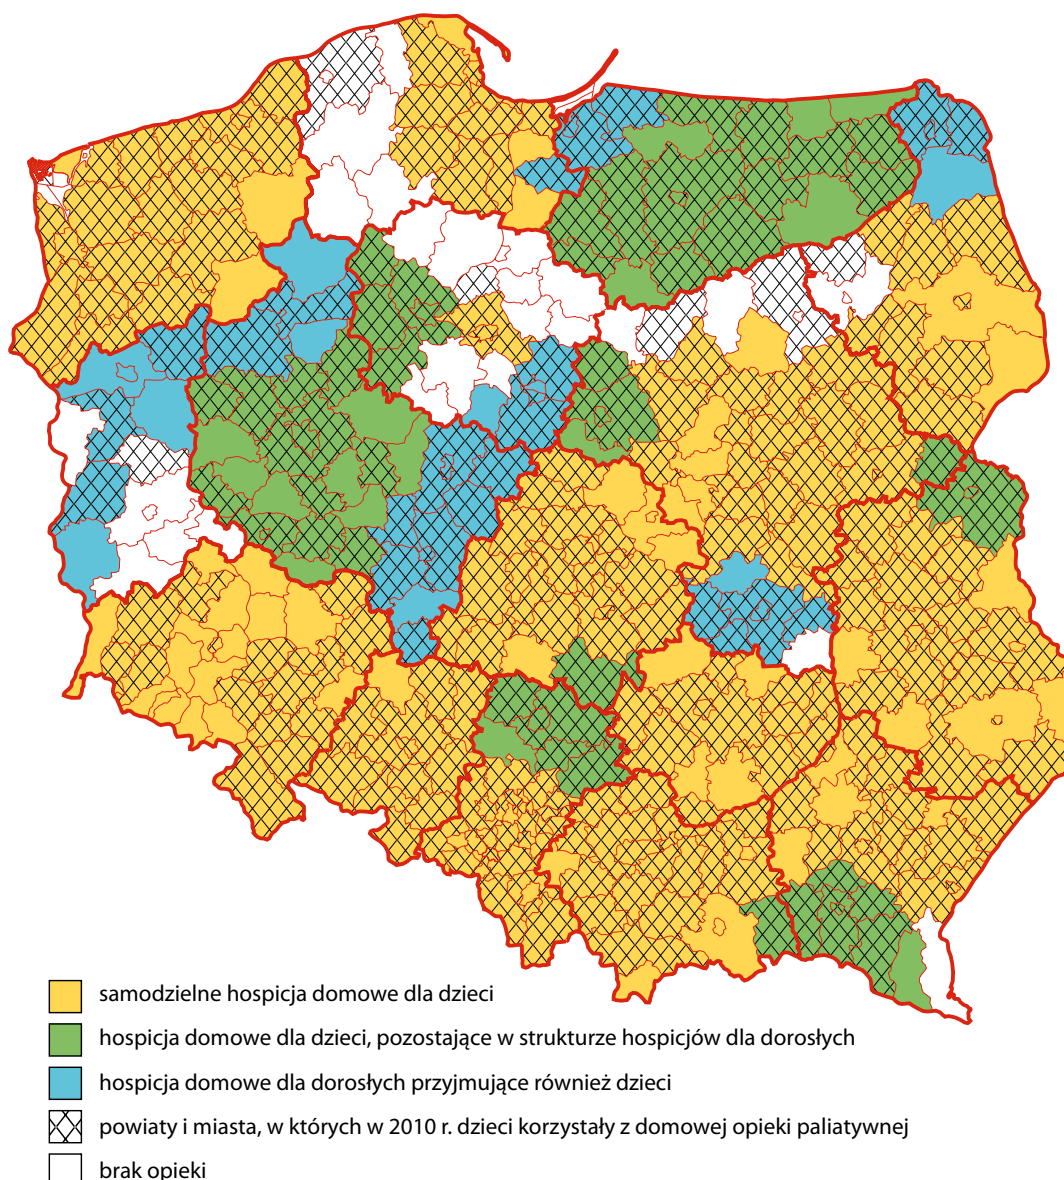 samodzielne hospicja domowe dla dzieci
hospicja domowe dla dzieci, pozostające w strukturze hospicjów dla dorosłych
hospicja domowe dla dorosłych przyjmujące również dzieci
powiaty i miasta, w których w 2010 r. dzieci korzystały z domowej opieki paliatywnej
brak opieki